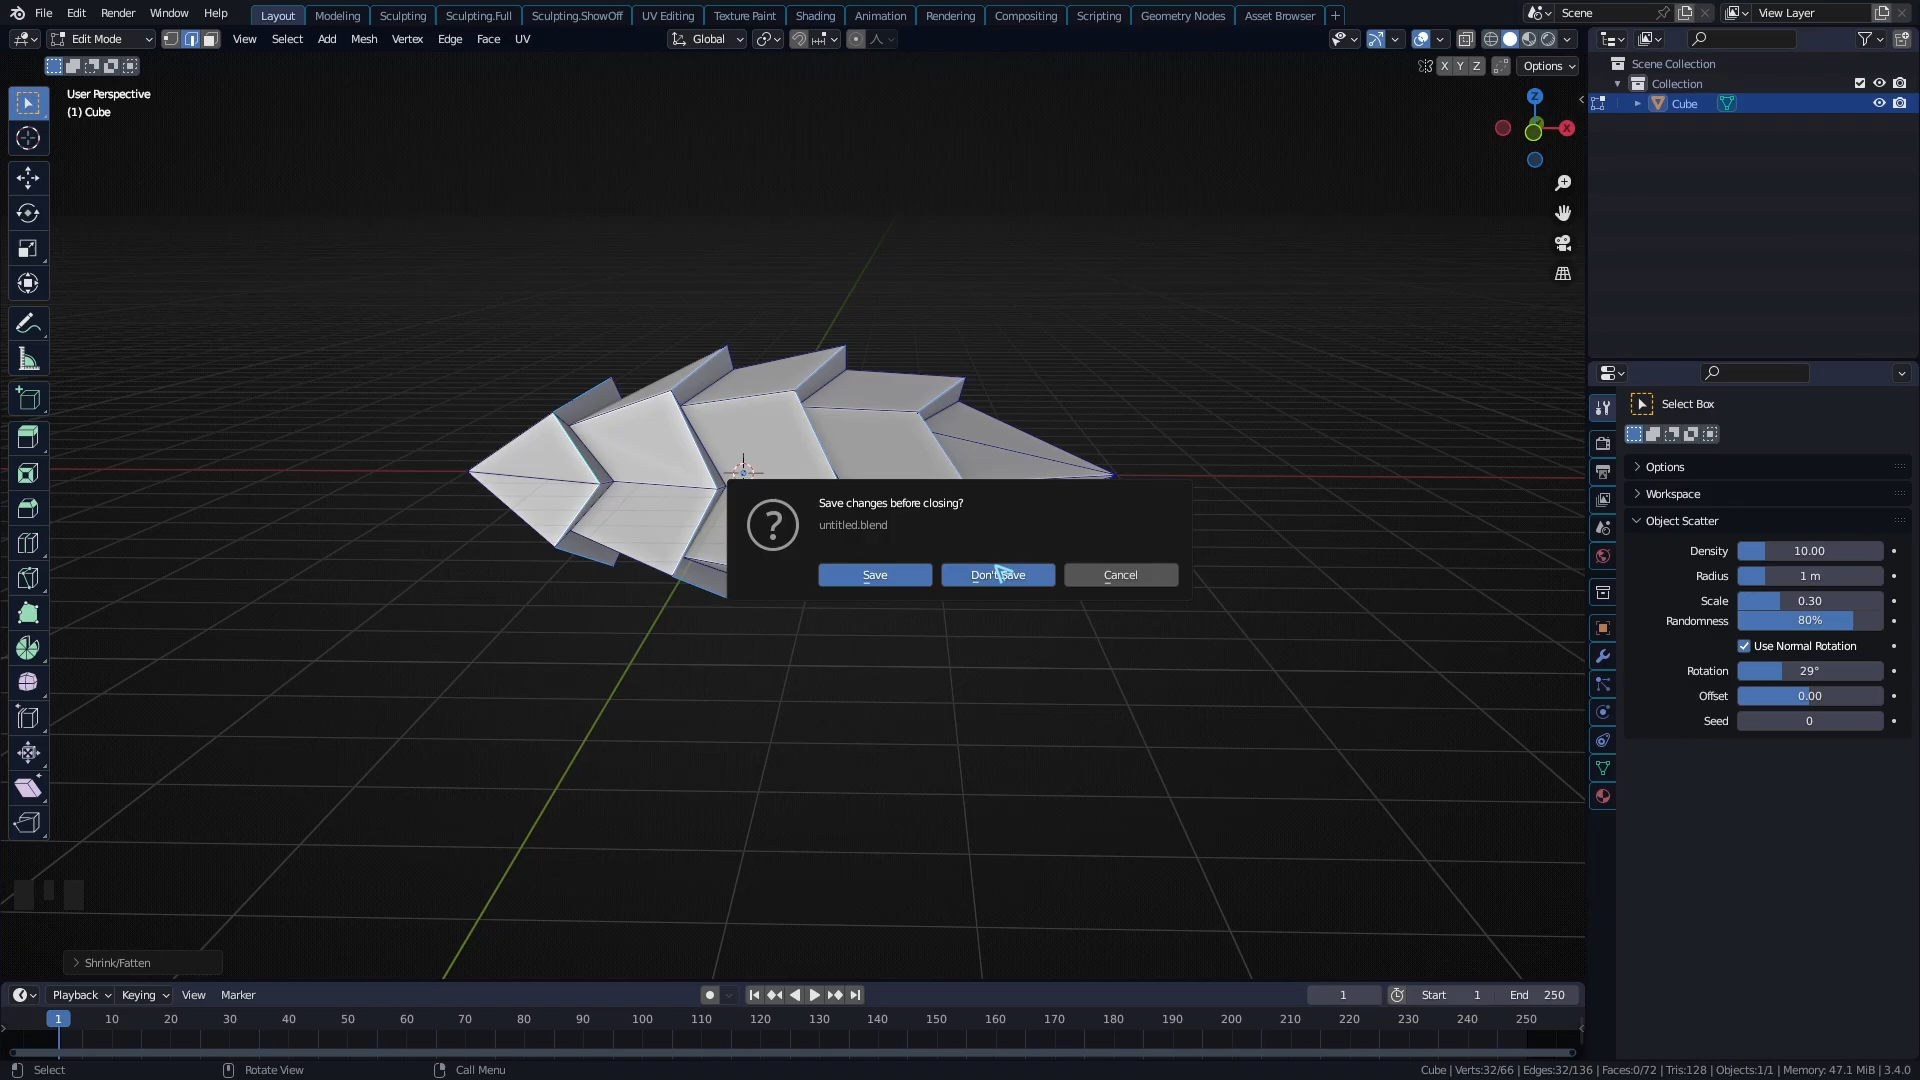 File Edit Render Window Help Layout Modeling Sculpting Sculpting.Full Sculpting.ShowOff UV Editing Texture Paint Shading Animation Rendering Compositing Scripting Geometry Nodes Asset Browser + Scene View Layer
Edit Mode View Select Add Mesh Vertex Edge Face UV Global
X Y Z Options
User Perspective
(1) Cube
Z
X
Scene Collection
Collection
Cube
Select Box
Options
Workspace
Object Scatter
Density 10.00
Radius 1 m
Scale 0.30
Randomness 80%
Use Normal Rotation
Rotation 29°
Offset 0.00
Seed 0
Save changes before closing?
untitled.blend
Save Don't Save Cancel
Shrink/Fatten
Playback Keying View Marker 1 Start 1 End 250
1 10 20 30 40 50 60 70 80 90 100 110 120 130 140 150 160 170 180 190 200 210 220 230 240 250
Select Rotate View Call Menu Cube | Verts:32/66 | Edges:32/136 | Faces:0/72 | Tris:128 | Objects:1/1 | Memory: 47.1 MiB | 3.4.0